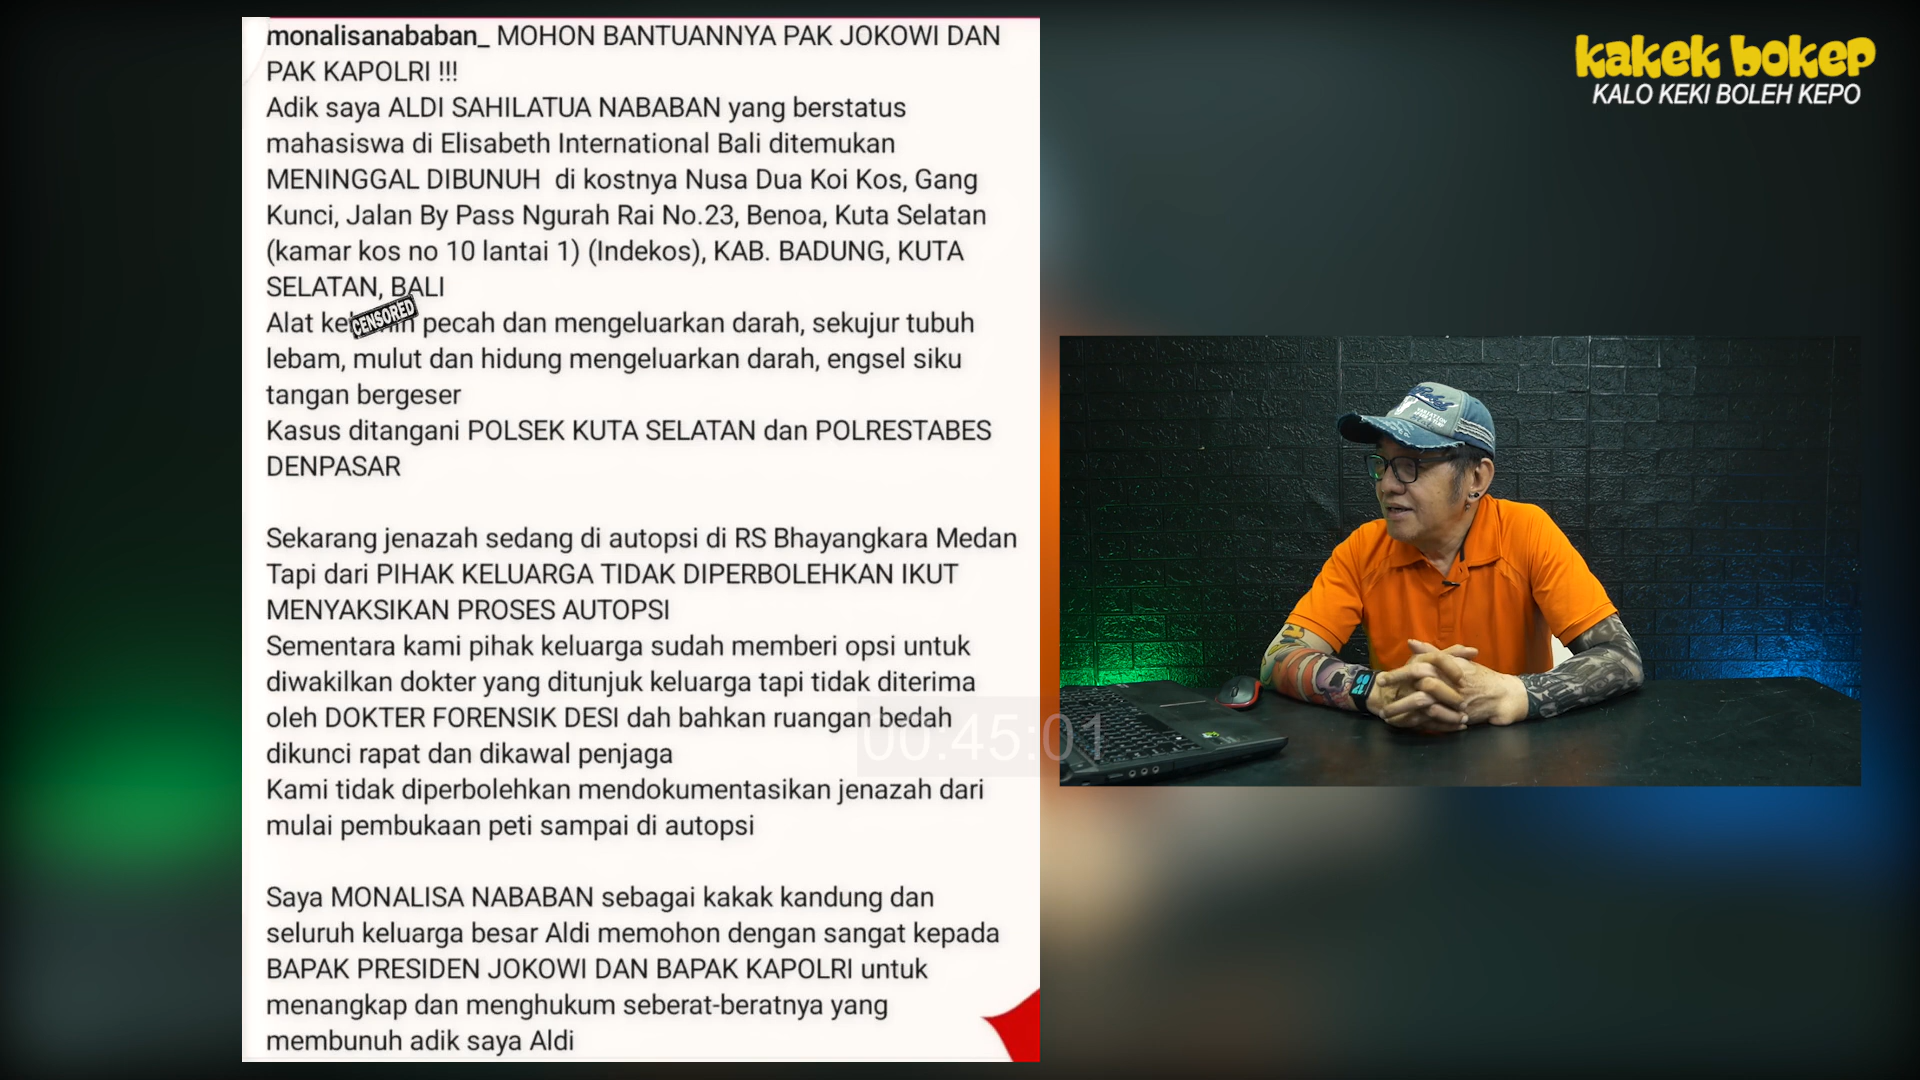 monalisanababan_ MOHON BANTUANNYA PAK JOKOWI DAN
PAK KAPOLRI !!!
Adik saya ALDI SAHILATUA NABABAN yang berstatus
mahasiswa di Elisabeth International Bali ditemukan
MENINGGAL DIBUNUH di kostnya Nusa Dua Koi Kos, Gang
Kunci, Jalan By Pass Ngurah Rai No.23, Benoa, Kuta Selatan
(kamar kos no 10 lantai 1) (Indekos), KAB. BADUNG, KUTA
SELATAN, BALI
Alat CENSORED pecah dan mengeluarkan darah, sekujur tubuh
lebam, mulut dan hidung mengeluarkan darah, engsel siku
tangan bergeser
Kasus ditangani POLSEK KUTA SELATAN dan POLRESTABES
DENPASAR
Sekarang jenazah sedang di autopsi di RS Bhayangkara Medan
Tapi dari PIHAK KELUARGA TIDAK DIPERBOLEHKAN IKUT
MENYAKSIKAN PROSES AUTOPSI
Sementara kami pihak keluarga sudah memberi opsi untuk
diwakilkan dokter yang ditunjuk keluarga tapi tidak diterima
oleh DOKTER FORENSIK DESI dah bahkan ruangan bedah
dikunci rapat dan dikawal penjaga
Kami tidak diperbolehkan mendokumentasikan jenazah dari
mulai pembukaan peti sampai di autopsi
Saya MONALISA NABABAN sebagai kakak kandung dan
seluruh keluarga besar Aldi memohon dengan sangat kepada
BAPAK PRESIDEN JOKOWI DAN BAPAK KAPOLRI untuk
menangkap dan menghukum seberat-beratnya yang
membunuh adik saya Aldi
00:45:01
kakek bokep
KALO KEKI BOLEH KEPO